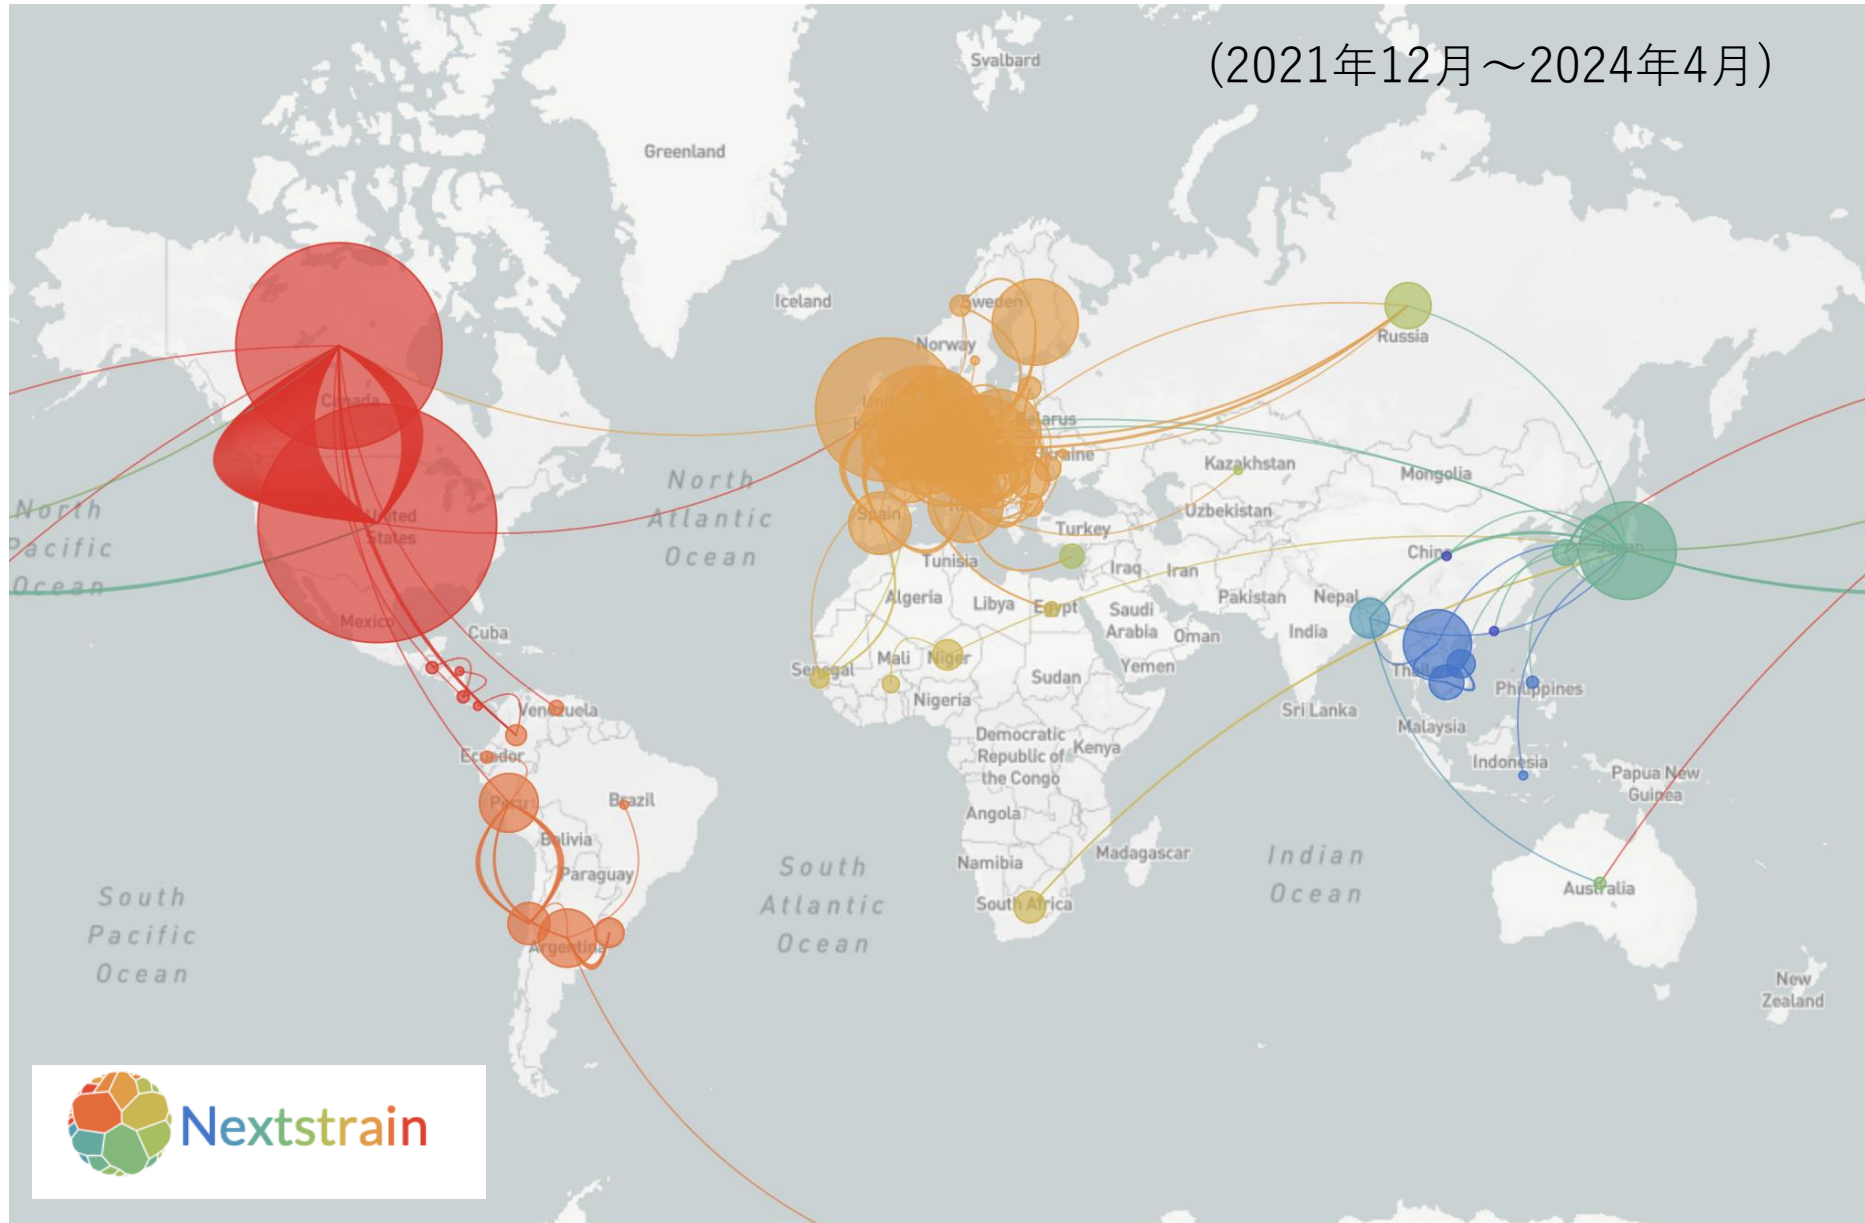 (2021年12月～2024年4月)
Svalbard
Greenland
Iceland
Sweden
Norway
Russia
Canada
Belarus
Ukraine
Kazakhstan
Mongolia
North
Atlantic
Ocean
North
Pacific
Ocean
United
States
Spain
Turkey
Uzbekistan
China
Japan
Tunisia
Iraq
Iran
Algeria
Libya
Egypt
Saudi
Arabia
Oman
Pakistan
Nepal
India
Mexico
Cuba
Senegal
Mali
Niger
Sudan
Yemen
Thailand
Philippines
Nigeria
Sri Lanka
Malaysia
Venezuela
Ecuador
Democratic
Republic of
the Congo
Kenya
Indonesia
Papua New
Guinea
Peru
Brazil
Angola
Bolivia
Namibia
Madagascar
Indian
Ocean
Paraguay
South
Atlantic
Ocean
South Africa
Australia
South
Pacific
Ocean
Argentina
New
Zealand
Nextstrain